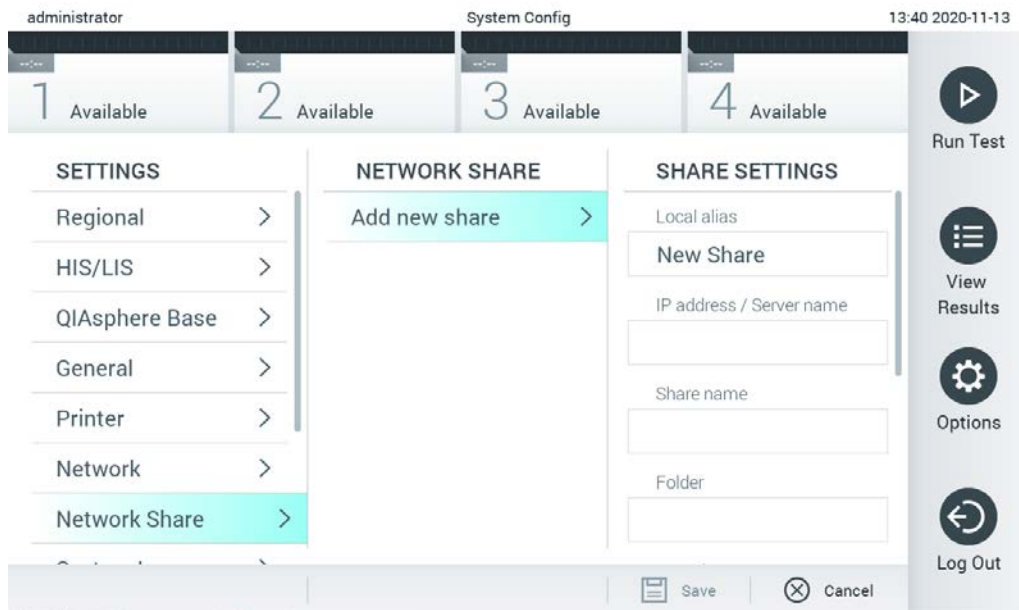 administrator System Config 13:40 2020-11-13
--:-- --:-- --:-- --:--
1 Available 2 Available 3 Available 4 Available
Run Test
SETTINGS
Regional
HIS/LIS
QIAsphere Base
General
Printer
Network
Network Share
NETWORK SHARE
Add new share
SHARE SETTINGS
Local alias
New Share
IP address / Server name
Share name
Folder
View
Results
Options
Log Out
Save Cancel